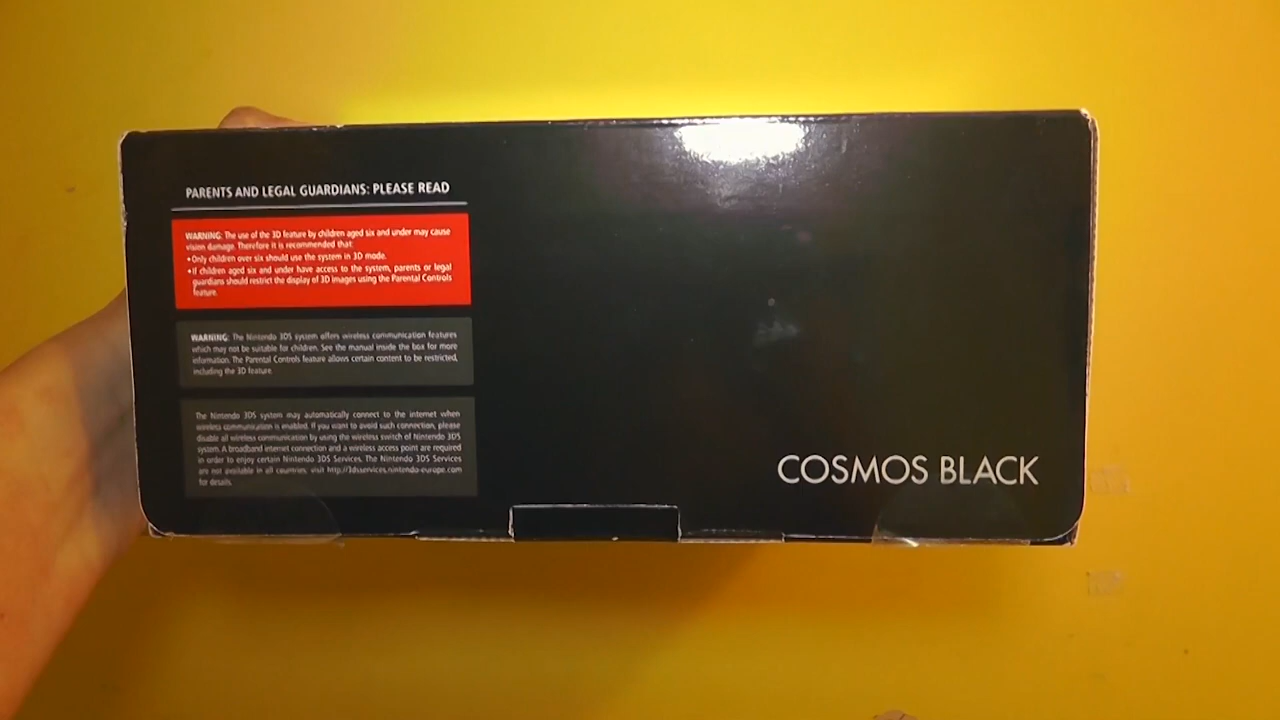 PARENTS AND LEGAL GUARDIANS: PLEASE READ
WARNING: The use of the 3D feature by children aged six and under may cause
vision damage. Therefore it is recommended that:
• Only children over six should use the system in 3D mode.
• If children aged six and under have access to the system, parents or legal
guardians should restrict the display of 3D images using the Parental Controls
feature.
WARNING: The Nintendo 3DS system offers wireless communication features
which may not be suitable for children. See the manual inside the box for more
information. The Parental Controls feature allows certain content to be restricted,
including the 3D feature.
The Nintendo 3DS system may automatically connect to the internet when
wireless communication is enabled. If you want to avoid such connection, please
disable all wireless communication by using the wireless switch of Nintendo 3DS
system. A broadband internet connection and a wireless access point are required
in order to enjoy certain Nintendo 3DS Services. The Nintendo 3DS Services
are not available in all countries; visit http://3dsservices.nintendo-europe.com
for details.
COSMOS BLACK